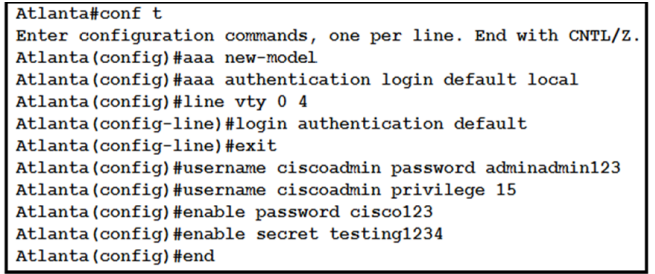 Atlanta#conf t
Enter configuration commands, one per line. End with CNTL/Z.
Atlanta(config)#aaa new-model
Atlanta(config)#aaa authentication login default local
Atlanta(config)#line vty 0 4
Atlanta(config-line)#login authentication default
Atlanta(config-line)#exit
Atlanta(config)#username ciscoadmin password adminadmin123
Atlanta(config)#username ciscoadmin privilege 15
Atlanta(config)#enable password cisco123
Atlanta(config)#enable secret testing1234
Atlanta(config)#end